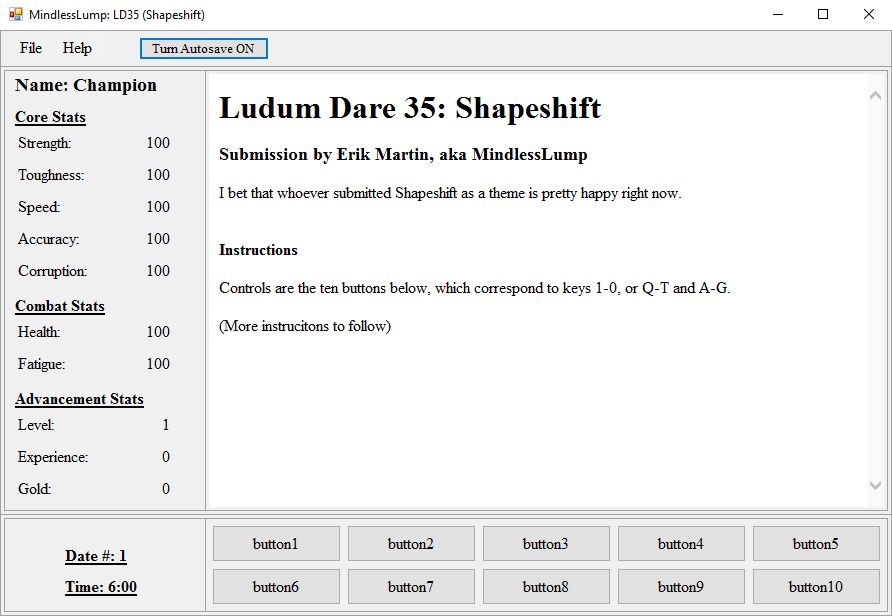 MindlessLump: LD35 (Shapeshift)
File Help Turn Autosave ON
Name: Champion
Core Stats
Strength: 100
Toughness: 100
Speed: 100
Accuracy: 100
Corruption: 100
Combat Stats
Health: 100
Fatigue: 100
Advancement Stats
Level: 1
Experience: 0
Gold: 0
Ludum Dare 35: Shapeshift
Submission by Erik Martin, aka MindlessLump
I bet that whoever submitted Shapeshift as a theme is pretty happy right now.
Instructions
Controls are the ten buttons below, which correspond to keys 1-0, or Q-T and A-G.
(More instrucitons to follow)
Date #: 1
Time: 6:00
button1 button2 button3 button4 button5
button6 button7 button8 button9 button10